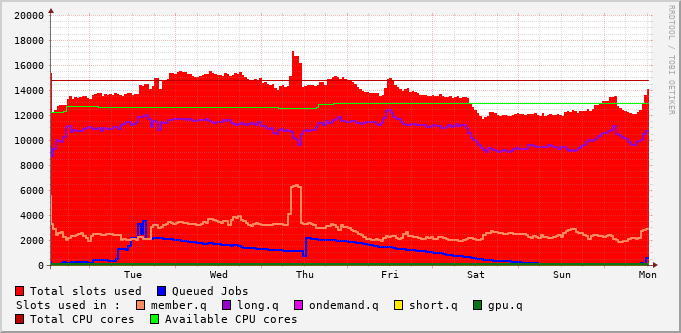 20000
18000
16000
14000
12000
10000
8000
6000
4000
2000
0
Tue Wed Thu Fri Sat Sun Mon
Total slots used Queued Jobs
Slots used in : member.q long.q ondemand.q short.q gpu.q
Total CPU cores Available CPU cores
RRDTOOL / TOBI OETIKER